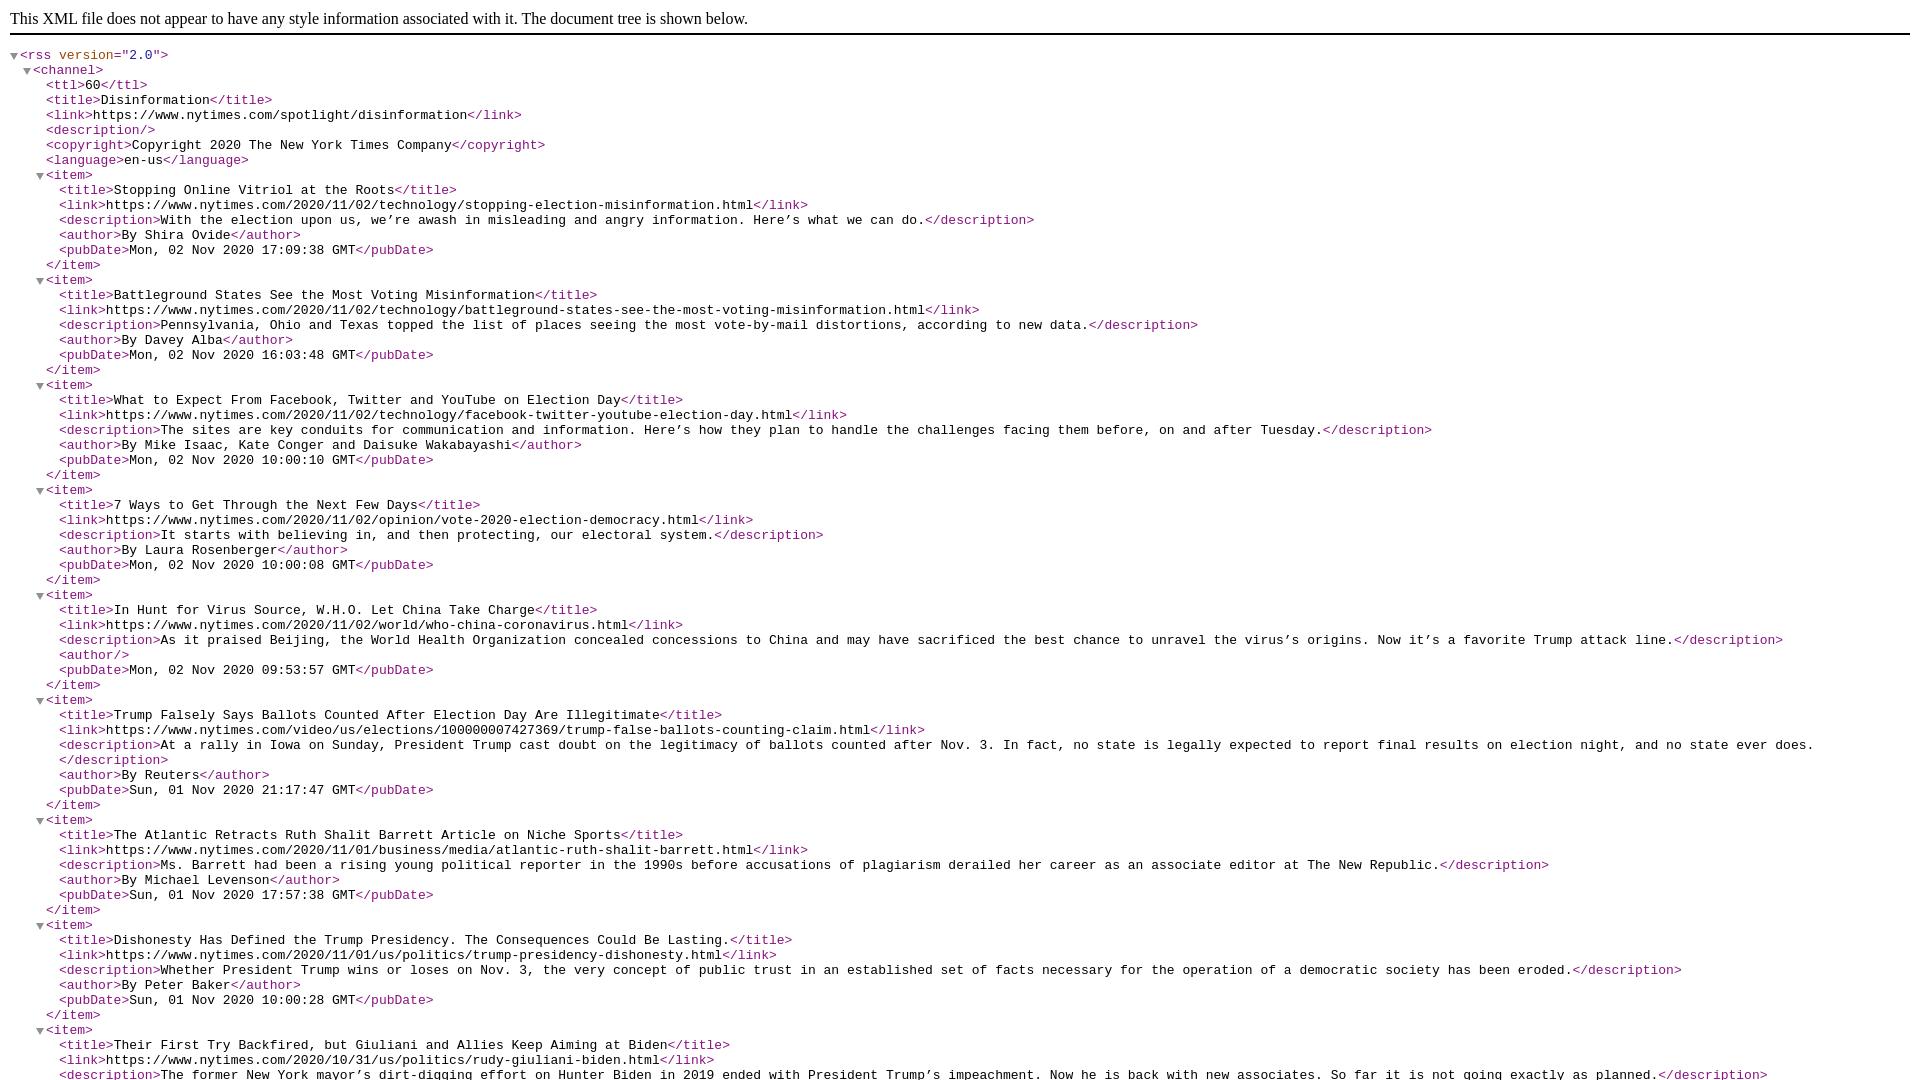 This XML file does not appear to have any style information associated with it. The document tree is shown below.
<rss version="2.0">
<channel>
<ttl>60</ttl>
<title>Disinformation</title>
<link>https://www.nytimes.com/spotlight/disinformation</link>
<description/>
<copyright>Copyright 2020 The New York Times Company</copyright>
<language>en-us</language>
<item>
<title>Stopping Online Vitriol at the Roots</title>
<link>https://www.nytimes.com/2020/11/02/technology/stopping-election-misinformation.html</link>
<description>With the election upon us, we’re awash in misleading and angry information. Here’s what we can do.</description>
<author>By Shira Ovide</author>
<pubDate>Mon, 02 Nov 2020 17:09:38 GMT</pubDate>
</item>
<item>
<title>Battleground States See the Most Voting Misinformation</title>
<link>https://www.nytimes.com/2020/11/02/technology/battleground-states-see-the-most-voting-misinformation.html</link>
<description>Pennsylvania, Ohio and Texas topped the list of places seeing the most vote-by-mail distortions, according to new data.</description>
<author>By Davey Alba</author>
<pubDate>Mon, 02 Nov 2020 16:03:48 GMT</pubDate>
</item>
<item>
<title>What to Expect From Facebook, Twitter and YouTube on Election Day</title>
<link>https://www.nytimes.com/2020/11/02/technology/facebook-twitter-youtube-election-day.html</link>
<description>The sites are key conduits for communication and information. Here’s how they plan to handle the challenges facing them before, on and after Tuesday.</description>
<author>By Mike Isaac, Kate Conger and Daisuke Wakabayashi</author>
<pubDate>Mon, 02 Nov 2020 10:00:10 GMT</pubDate>
</item>
<item>
<title>7 Ways to Get Through the Next Few Days</title>
<link>https://www.nytimes.com/2020/11/02/opinion/vote-2020-election-democracy.html</link>
<description>It starts with believing in, and then protecting, our electoral system.</description>
<author>By Laura Rosenberger</author>
<pubDate>Mon, 02 Nov 2020 10:00:08 GMT</pubDate>
</item>
<item>
<title>In Hunt for Virus Source, W.H.O. Let China Take Charge</title>
<link>https://www.nytimes.com/2020/11/02/world/who-china-coronavirus.html</link>
<description>As it praised Beijing, the World Health Organization concealed concessions to China and may have sacrificed the best chance to unravel the virus’s origins. Now it’s a favorite Trump attack line.</description>
<author/>
<pubDate>Mon, 02 Nov 2020 09:53:57 GMT</pubDate>
</item>
<item>
<title>Trump Falsely Says Ballots Counted After Election Day Are Illegitimate</title>
<link>https://www.nytimes.com/video/us/elections/100000007427369/trump-false-ballots-counting-claim.html</link>
<description>At a rally in Iowa on Sunday, President Trump cast doubt on the legitimacy of ballots counted after Nov. 3. In fact, no state is legally expected to report final results on election night, and no state ever does.
</description>
<author>By Reuters</author>
<pubDate>Sun, 01 Nov 2020 21:17:47 GMT</pubDate>
</item>
<item>
<title>The Atlantic Retracts Ruth Shalit Barrett Article on Niche Sports</title>
<link>https://www.nytimes.com/2020/11/01/business/media/atlantic-ruth-shalit-barrett.html</link>
<description>Ms. Barrett had been a rising young political reporter in the 1990s before accusations of plagiarism derailed her career as an associate editor at The New Republic.</description>
<author>By Michael Levenson</author>
<pubDate>Sun, 01 Nov 2020 17:57:38 GMT</pubDate>
</item>
<item>
<title>Dishonesty Has Defined the Trump Presidency. The Consequences Could Be Lasting.</title>
<link>https://www.nytimes.com/2020/11/01/us/politics/trump-presidency-dishonesty.html</link>
<description>Whether President Trump wins or loses on Nov. 3, the very concept of public trust in an established set of facts necessary for the operation of a democratic society has been eroded.</description>
<author>By Peter Baker</author>
<pubDate>Sun, 01 Nov 2020 10:00:28 GMT</pubDate>
</item>
<item>
<title>Their First Try Backfired, but Giuliani and Allies Keep Aiming at Biden</title>
<link>https://www.nytimes.com/2020/10/31/us/politics/rudy-giuliani-biden.html</link>
<description>The former New York mayor’s dirt-digging effort on Hunter Biden in 2019 ended with President Trump’s impeachment. Now he is back with new associates. So far it is not going exactly as planned.</description>